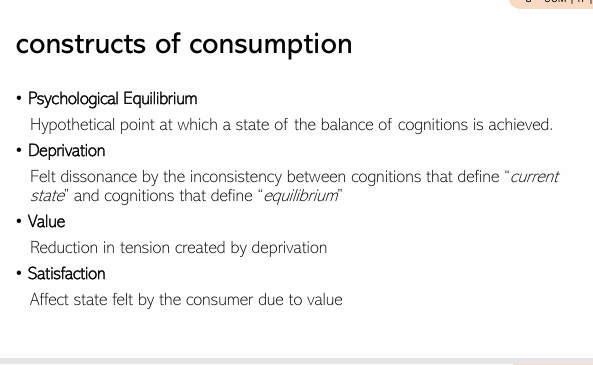 constructs of consumption
• Psychological Equilibrium
Hypothetical point at which a state of the balance of cognitions is achieved.
• Deprivation
Felt dissonance by the inconsistency between cognitions that define “current
state” and cognitions that define “equilibrium”
• Value
Reduction in tension created by deprivation
• Satisfaction
Affect state felt by the consumer due to value